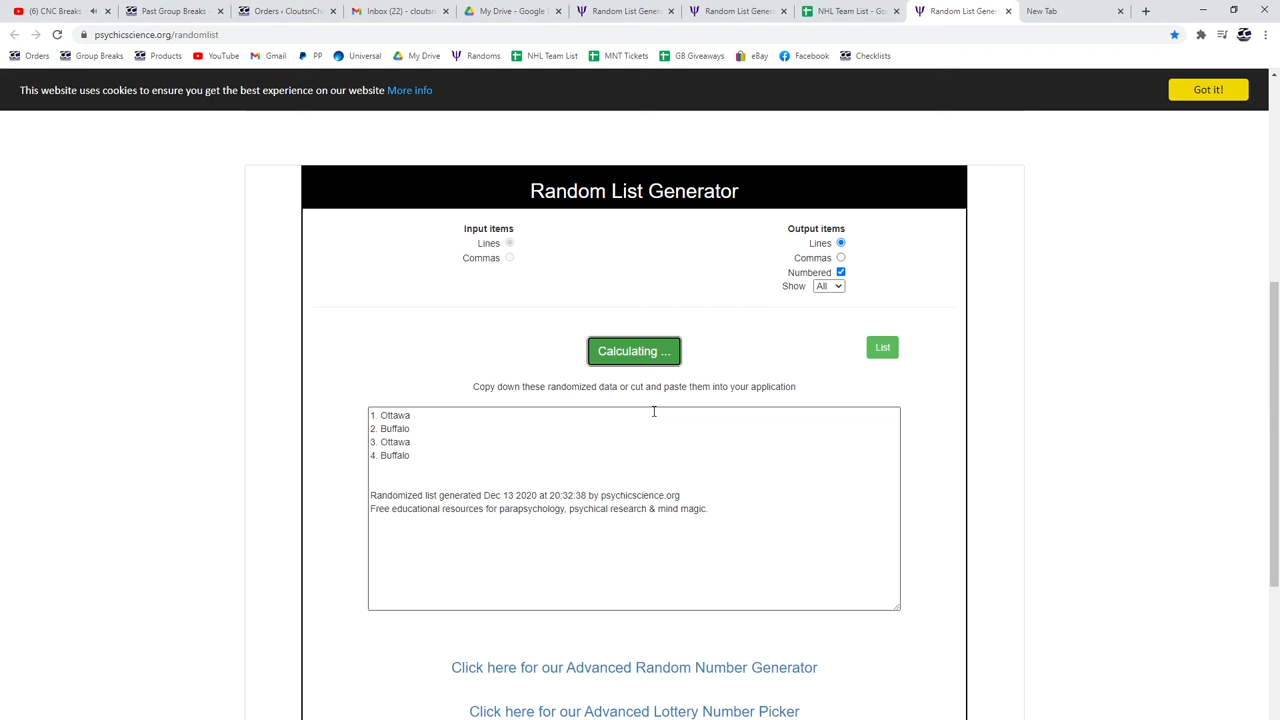 (6) CNC Breaks
Past Group Breaks
Orders ‹ CloutsnCh
Inbox (22) - cloutsn
My Drive - Google
Random List Genera
Random List Genera
NHL Team List - Goo
Random List Genera
New Tab
psychicscience.org/randomlist
Orders
Group Breaks
Products
YouTube
Gmail
PP
Universal
My Drive
Randoms
NHL Team List
MNT Tickets
GB Giveaways
eBay
Facebook
Checklists
This website uses cookies to ensure you get the best experience on our website More info
Got it!
Random List Generator
Input items
Lines
Commas
Output items
Lines
Commas
Numbered
Show All
Calculating ...
List
Copy down these randomized data or cut and paste them into your application
1. Ottawa
2. Buffalo
3. Ottawa
4. Buffalo
Randomized list generated Dec 13 2020 at 20:32:38 by psychicscience.org
Free educational resources for parapsychology, psychical research & mind magic.
Click here for our Advanced Random Number Generator
Click here for our Advanced Lottery Number Picker